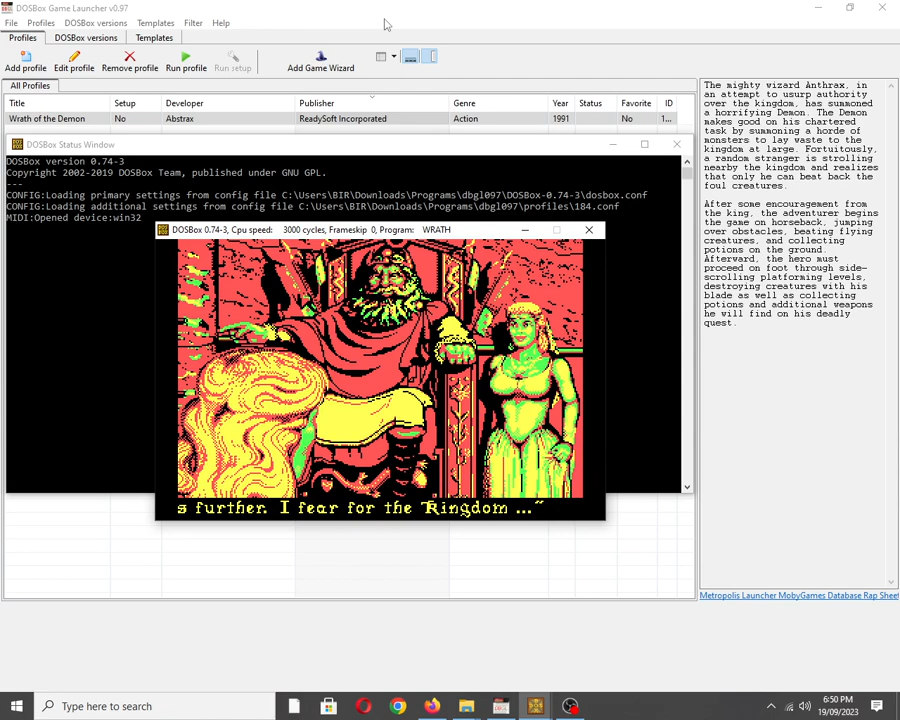 DOSBox Game Launcher v0.97
File Profiles DOSBox versions Templates Filter Help
Profiles DOSBox versions Templates
Add profile Edit profile Remove profile Run profile Run setup Add Game Wizard
All Profiles
Title Setup Developer Publisher Genre Year Status Favorite ID
Wrath of the Demon No Abstrax ReadySoft Incorporated Action 1991 No 1...
DOSBox Status Window
DOSBox version 0.74-3
Copyright 2002-2019 DOSBox Team, published under GNU GPL.
---
CONFIG:Loading primary settings from config file C:\Users\BIR\Downloads\Programs\dbgl097\DOSBox-0.74-3\dosbox.conf
CONFIG:Loading additional settings from config file C:\Users\BIR\Downloads\Programs\dbgl097\profiles\184.conf
MIDI:Opened device:win32
DOSBox 0.74-3, Cpu speed: 3000 cycles, Frameskip 0, Program: WRATH
s further. I fear for the Kingdom ..."
The mighty wizard Anthrax, in
an attempt to usurp authority
over the kingdom, has summoned
a horrifying Demon. The Demon
makes good on his chartered
task by summoning a horde of
monsters to lay waste to the
kingdom at large. Fortuitously,
a random stranger is strolling
nearby the kingdom and realizes
that only he can beat back the
foul creatures.
After some encouragement from
the king, the adventurer begins
the game on horseback, jumping
over obstacles, beating flying
creatures, and collecting
potions on the ground.
Afterward, the hero must
proceed on foot through side-
scrolling platforming levels,
destroying creatures with his
blade as well as collecting
potions and additional weapons
he will find on his deadly
quest.
Metropolis Launcher MobyGames Database Rap Sheet
Type here to search
6:50 PM
19/09/2023